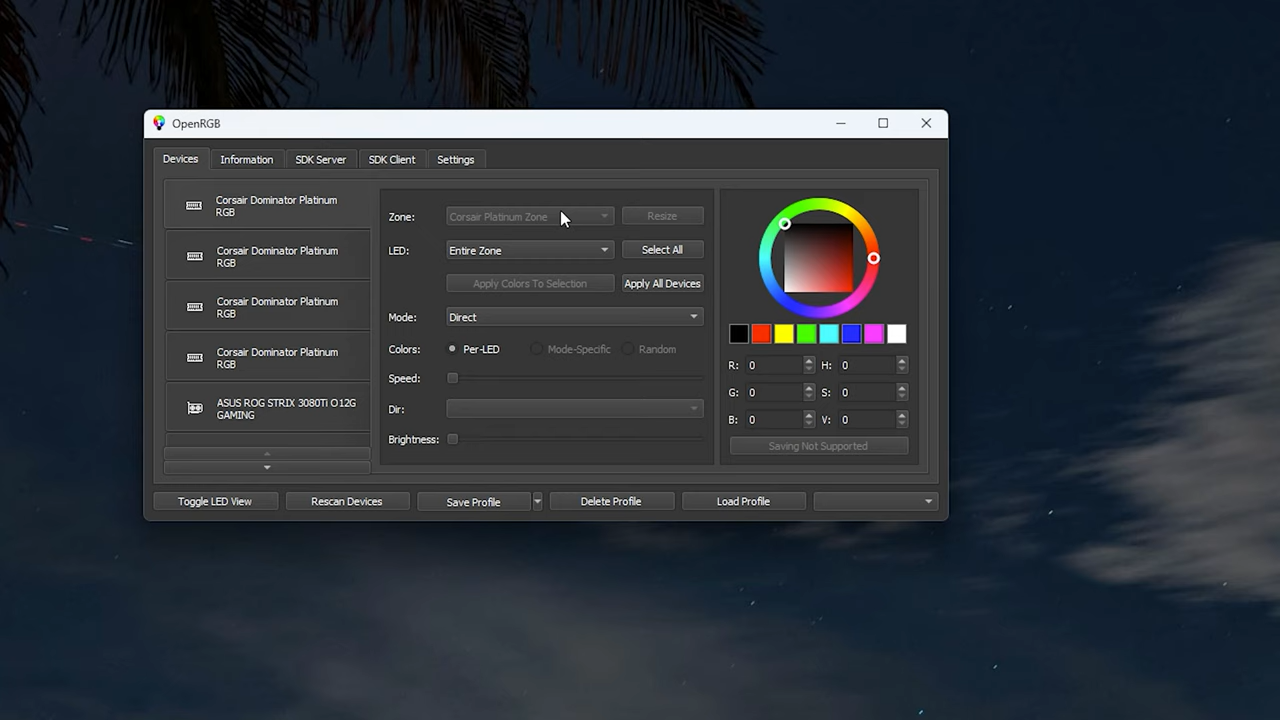 OpenRGB
Devices
Information
SDK Server
SDK Client
Settings
Corsair Dominator Platinum
RGB
Corsair Dominator Platinum
RGB
Corsair Dominator Platinum
RGB
Corsair Dominator Platinum
RGB
ASUS ROG STRIX 3080Ti O12G
GAMING
Zone:
Corsair Platinum Zone
Resize
LED:
Entire Zone
Select All
Apply Colors To Selection
Apply All Devices
Mode:
Direct
Colors:
Per-LED
Mode-Specific
Random
Speed:
Dir:
Brightness:
R: 0
H: 0
G: 0
S: 0
B: 0
V: 0
Saving Not Supported
Toggle LED View
Rescan Devices
Save Profile
Delete Profile
Load Profile